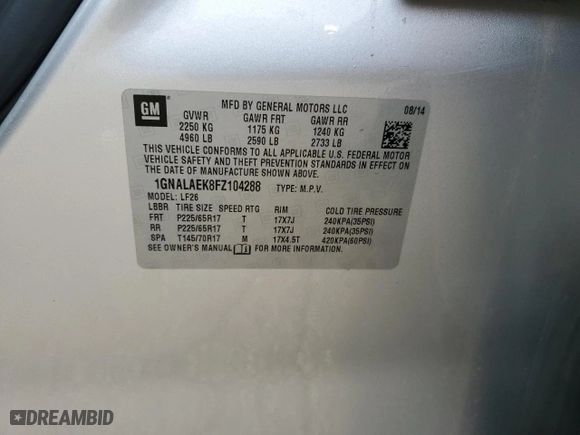 GM
MFD BY GENERAL MOTORS LLC
08/14
GVWR GAWR FRT GAWR RR
2250 KG 1175 KG 1240 KG
4960 LB 2590 LB 2733 LB
THIS VEHICLE CONFORMS TO ALL APPLICABLE U.S. FEDERAL MOTOR
VEHICLE SAFETY AND THEFT PREVENTION STANDARDS IN EFFECT ON
THE DATE OF MANUFACTURE SHOWN ABOVE.
1GNALAEK8FZ104288 TYPE: M.P.V.
MODEL: LF26
LBBR TIRE SIZE SPEED RTG RIM COLD TIRE PRESSURE
FRT P225/65R17 T 17X7J 240KPA(35PSI)
RR P225/65R17 T 17X7J 240KPA(35PSI)
SPA T145/70R17 M 17X4.5T 420KPA(60PSI)
SEE OWNER'S MANUAL FOR MORE INFORMATION
DREAMBID